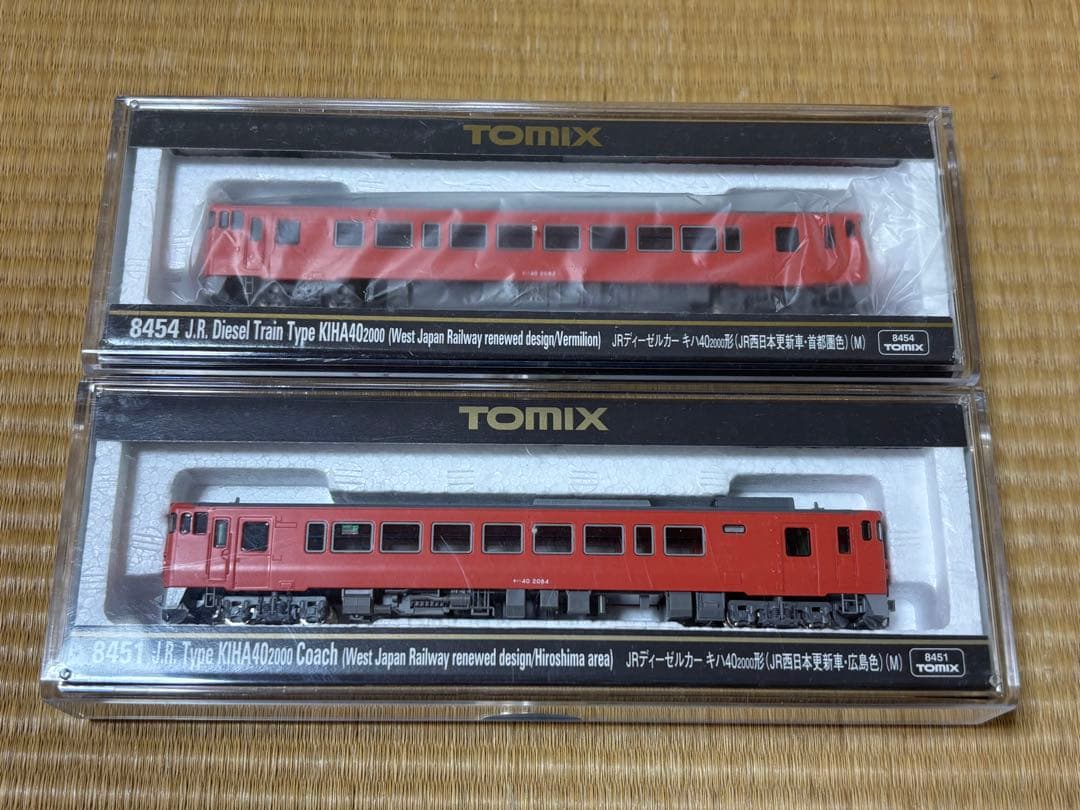 TOMIX
キハ40 2082
8454 J.R. Diesel Train Type KIHA402000 (West Japan Railway renewed design/Vermilion) JRディーゼルカー キハ402000形(JR西日本更新車・首都圏色)(M) 8454 TOMIX
TOMIX
キハ40 2084
8451 J.R. Type KIHA402000 Coach (West Japan Railway renewed design/Hiroshima area) JRディーゼルカー キハ402000形(JR西日本更新車・広島色)(M) 8451 TOMIX